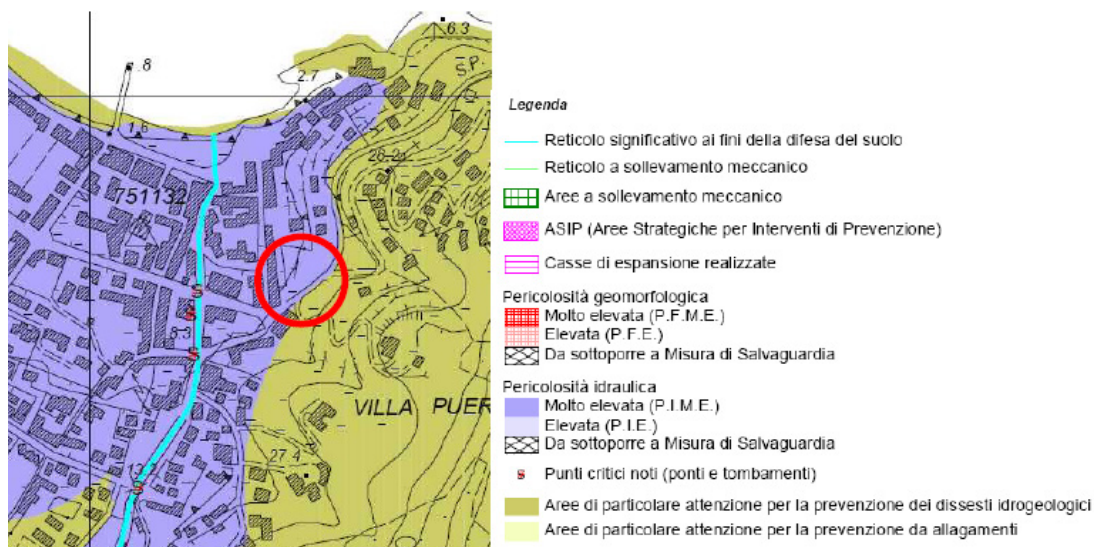 6.3
.8
S.P.
2.7
1.6
26.2
751132
S
S
8.3
S
VILLA PUER
27.4
S
Legenda
Reticolo significativo ai fini della difesa del suolo
Reticolo a sollevamento meccanico
Aree a sollevamento meccanico
ASIP (Aree Strategiche per Interventi di Prevenzione)
Casse di espansione realizzate
Pericolosità geomorfologica
Molto elevata (P.F.M.E.)
Elevata (P.F.E.)
Da sottoporre a Misura di Salvaguardia
Pericolosità idraulica
Molto elevata (P.I.M.E.)
Elevata (P.I.E.)
Da sottoporre a Misura di Salvaguardia
S Punti critici noti (ponti e tombamenti)
Aree di particolare attenzione per la prevenzione dei dissesti idrogeologici
Aree di particolare attenzione per la prevenzione da allagamenti